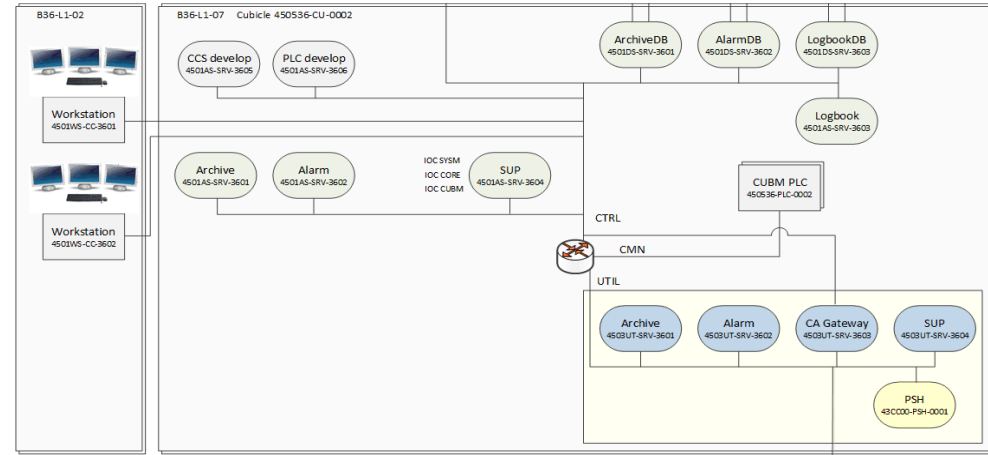 B36-L1-02
B36-L1-07 Cubicle 450536-CU-0002
ArchiveDB
4501DS-SRV-3601
AlarmDB
4501DS-SRV-3602
LogbookDB
4501DS-SRV-3603
CCS develop
4501AS-SRV-3605
PLC develop
4501AS-SRV-3606
Workstation
4501WS-CC-3601
Logbook
4501AS-SRV-3603
Archive
4501AS-SRV-3601
Alarm
4501AS-SRV-3602
IOC SYSM
IOC CORE
IOC CUBM
SUP
4501AS-SRV-3604
CUBM PLC
450536-PLC-0002
Workstation
4501WS-CC-3602
CTRL
CMN
UTIL
Archive
4503UT-SRV-3601
Alarm
4503UT-SRV-3602
CA Gateway
4503UT-SRV-3603
SUP
4503UT-SRV-3604
PSH
43CC00-PSH-0001